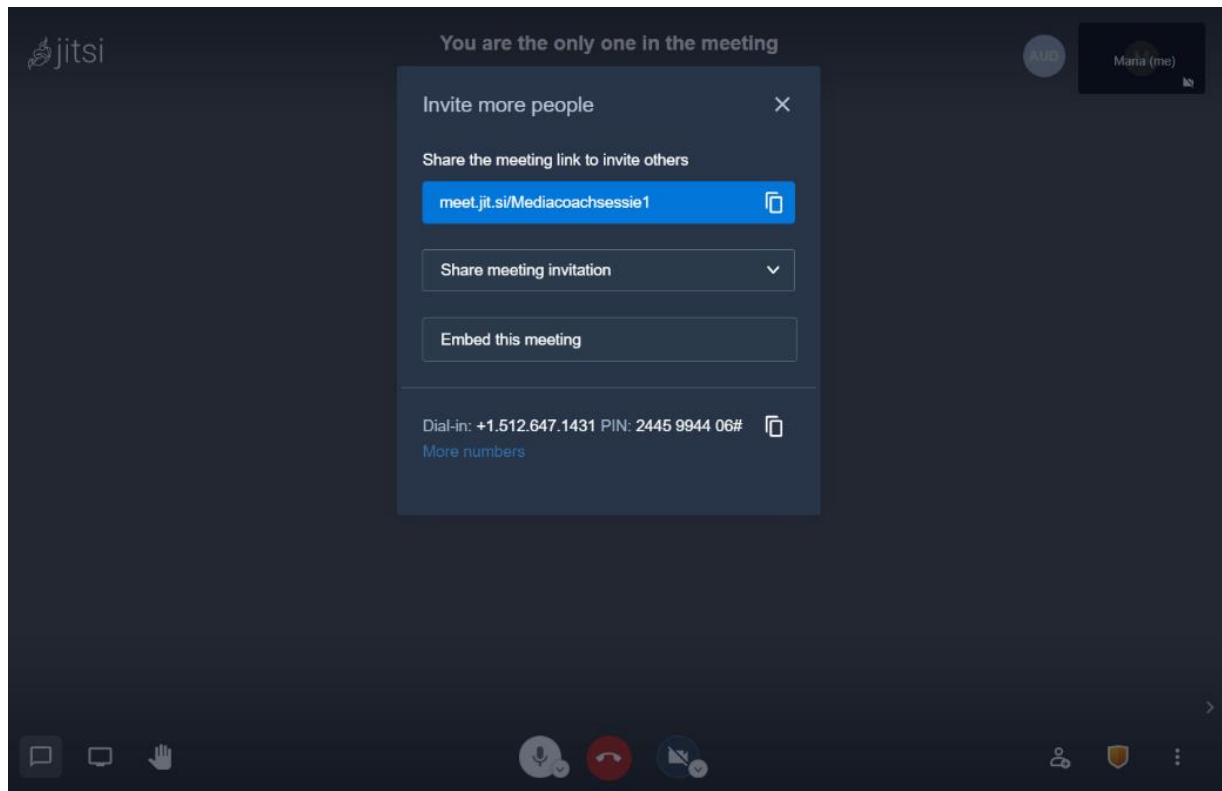 jitsi
You are the only one in the meeting
AUD
Maria (me)
Invite more people
Share the meeting link to invite others
meet.jit.si/Mediacoachsessie1
Share meeting invitation
Embed this meeting
Dial-in: +1.512.647.1431 PIN: 2445 9944 06#
More numbers